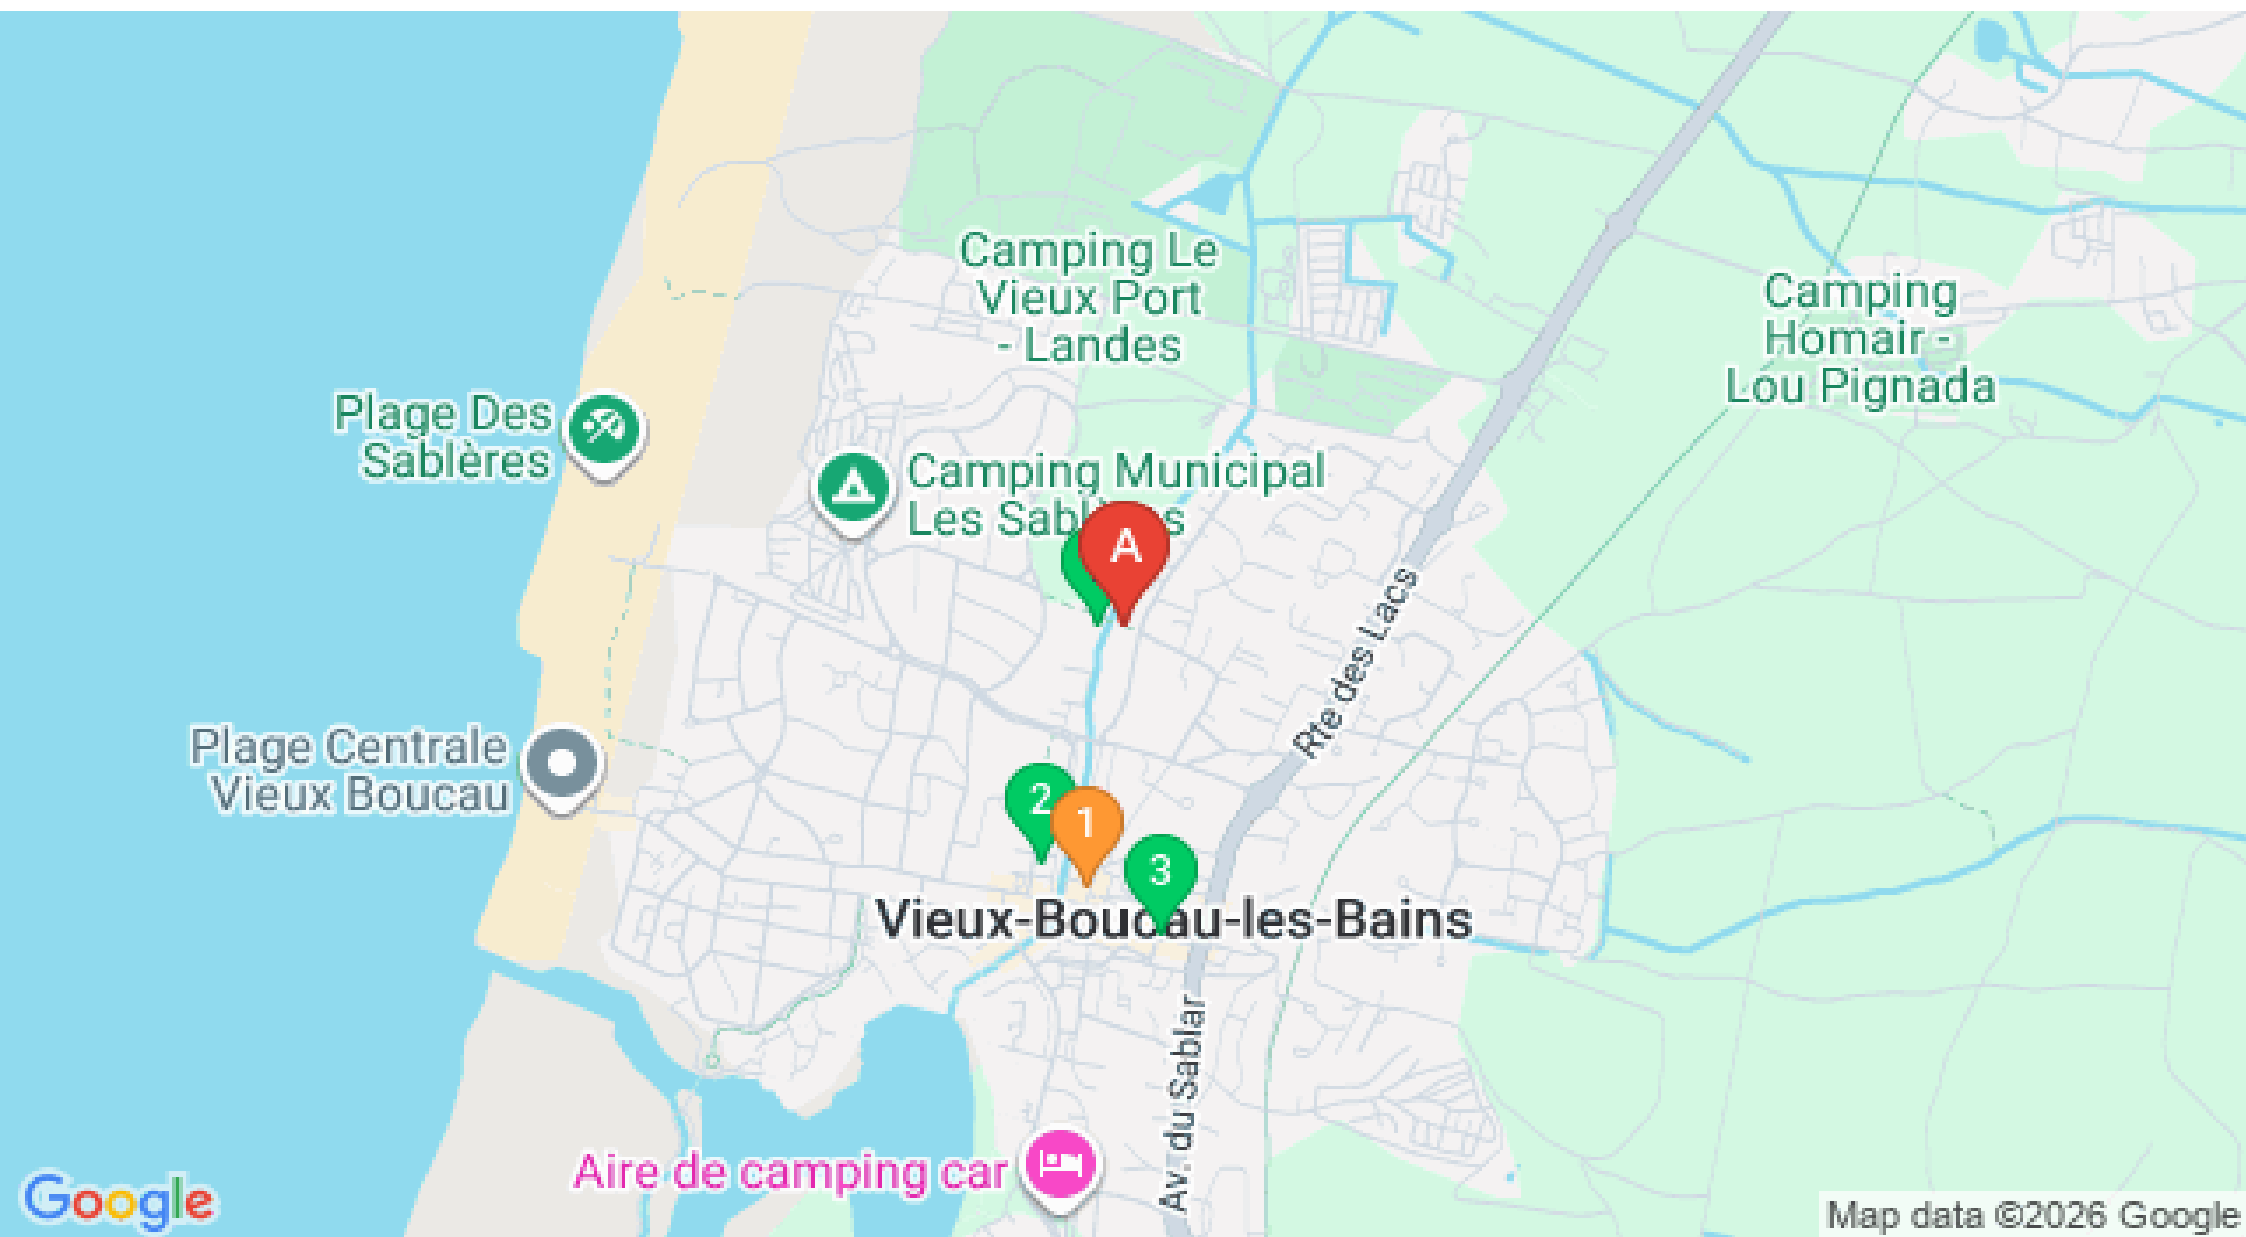 Camping Le
Vieux Port
- Landes
Camping
Homair -
Lou Pignada
Plage Des
Sablères
Camping Municipal
Les
A
Rte des Lacs
Plage Centrale
Vieux Boucau
2
1
3
Vieux-Boucau-les-Bains
Av. du Sablar
Aire de camping car
Google
Map data ©2026 Google